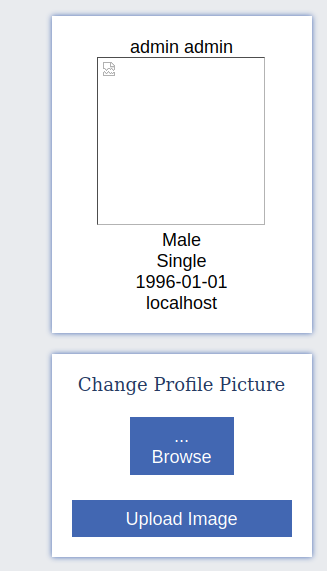 admin admin
Male
Single
1996-01-01
localhost
Change Profile Picture
...
Browse
Upload Image